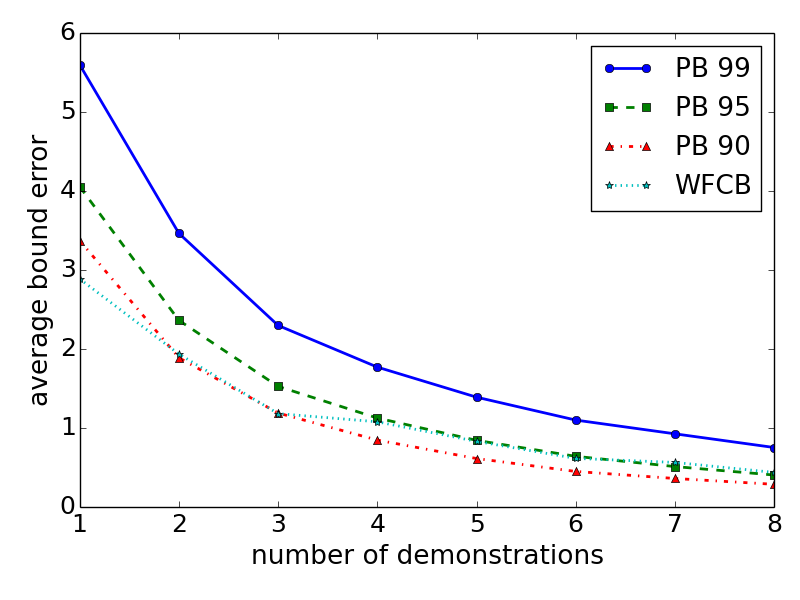 average bound error
6
5
4
3
2
1
0
PB 99
PB 95
PB 90
WFCB
1 2 3 4 5 6 7 8
number of demonstrations